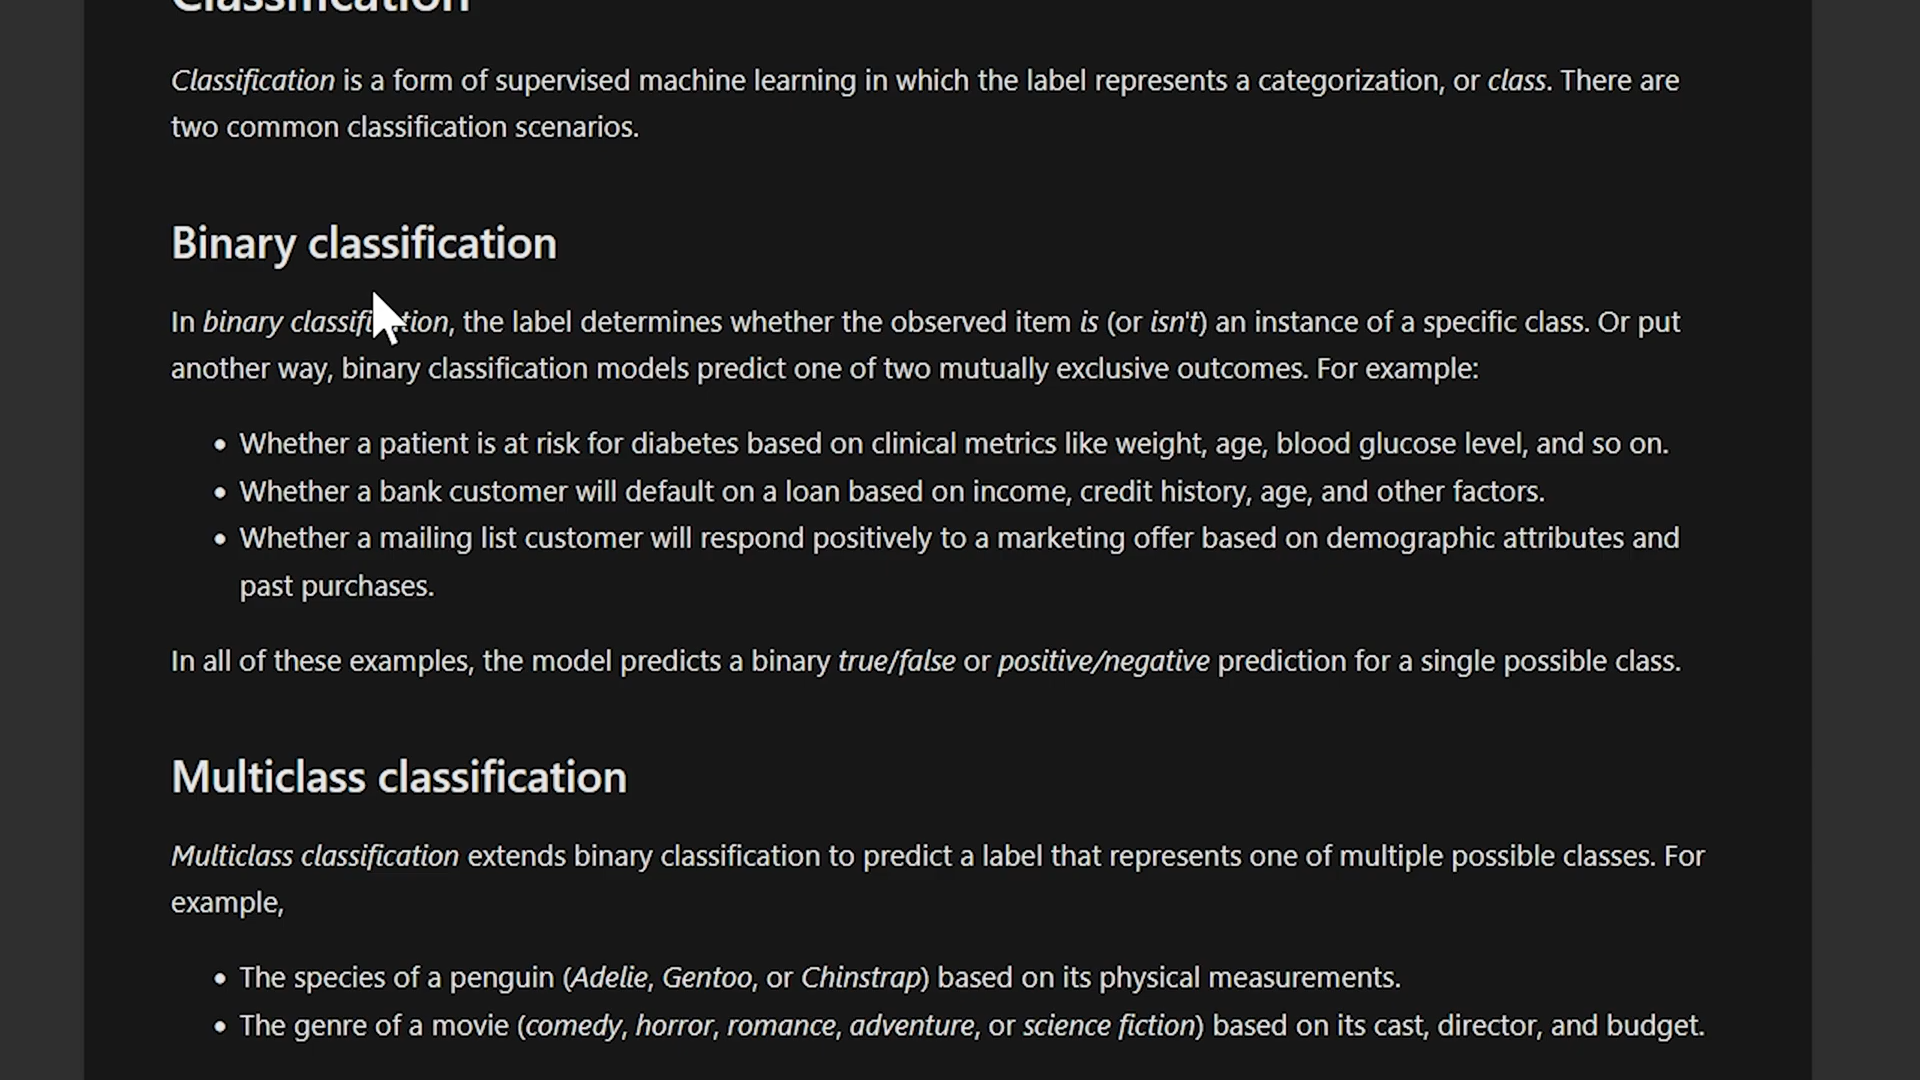 Classification
Classification is a form of supervised machine learning in which the label represents a categorization, or class. There are
two common classification scenarios.
Binary classification
In binary classification, the label determines whether the observed item is (or isn't) an instance of a specific class. Or put
another way, binary classification models predict one of two mutually exclusive outcomes. For example:
• Whether a patient is at risk for diabetes based on clinical metrics like weight, age, blood glucose level, and so on.
• Whether a bank customer will default on a loan based on income, credit history, age, and other factors.
• Whether a mailing list customer will respond positively to a marketing offer based on demographic attributes and
past purchases.
In all of these examples, the model predicts a binary true/false or positive/negative prediction for a single possible class.
Multiclass classification
Multiclass classification extends binary classification to predict a label that represents one of multiple possible classes. For
example,
• The species of a penguin (Adelie, Gentoo, or Chinstrap) based on its physical measurements.
• The genre of a movie (comedy, horror, romance, adventure, or science fiction) based on its cast, director, and budget.